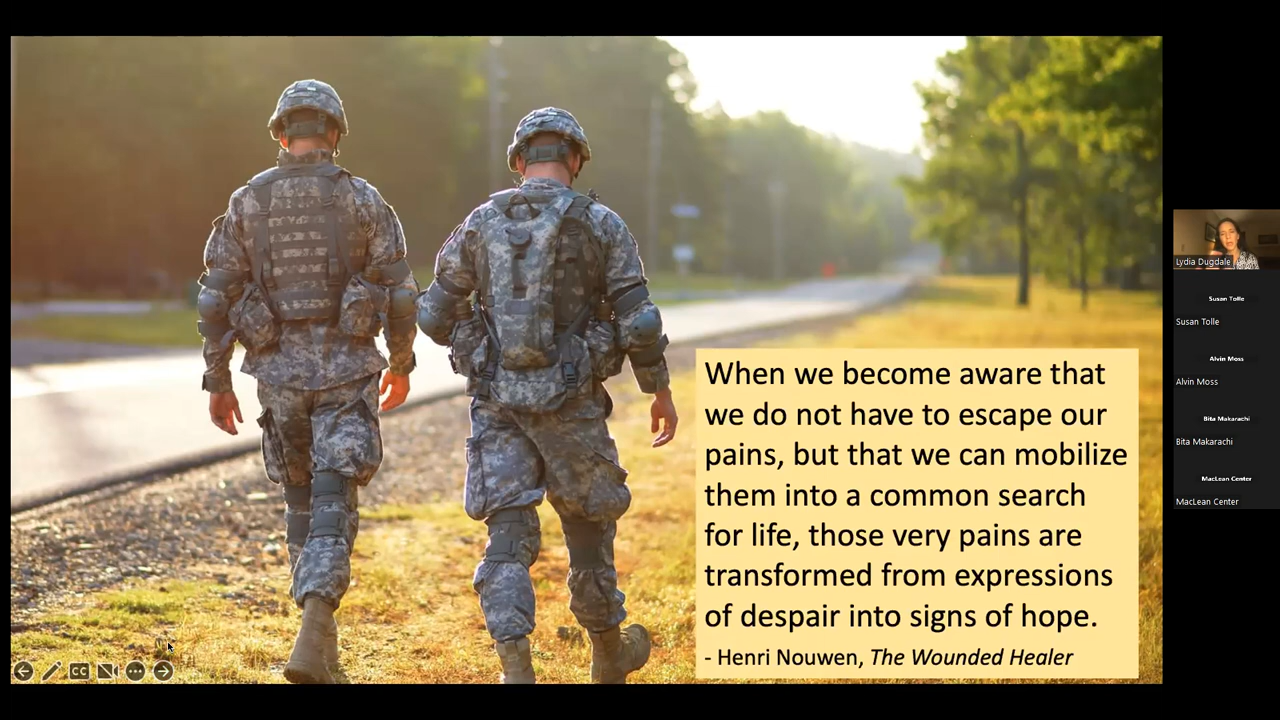 When we become aware that
we do not have to escape our
pains, but that we can mobilize
them into a common search
for life, those very pains are
transformed from expressions
of despair into signs of hope.
- Henri Nouwen, The Wounded Healer
CC
Lydia Dugdale
Susan Tolle
Susan Tolle
Alvin Moss
Alvin Moss
Bita Makarachi
Bita Makarachi
MacLean Center
MacLean Center